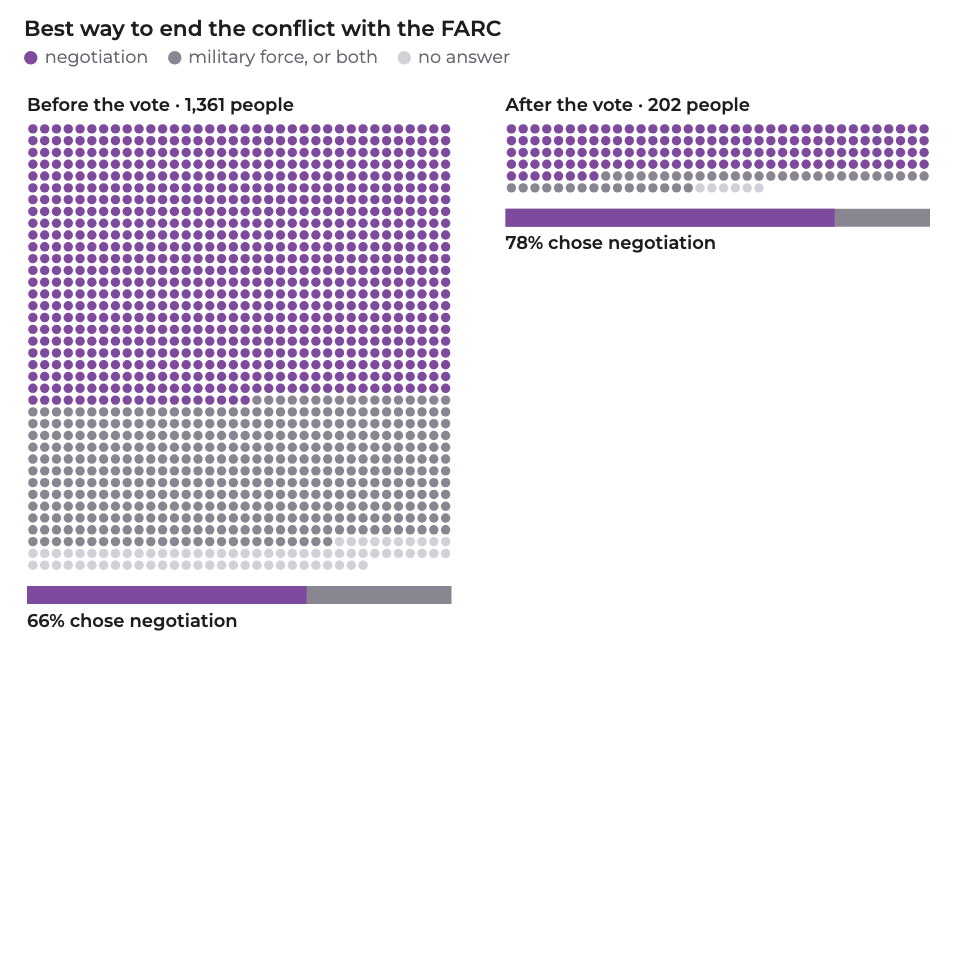 Best way to end the conflict with the FARC
negotiation military force, or both no answer
Before the vote · 1,361 people
After the vote · 202 people
78% chose negotiation
66% chose negotiation